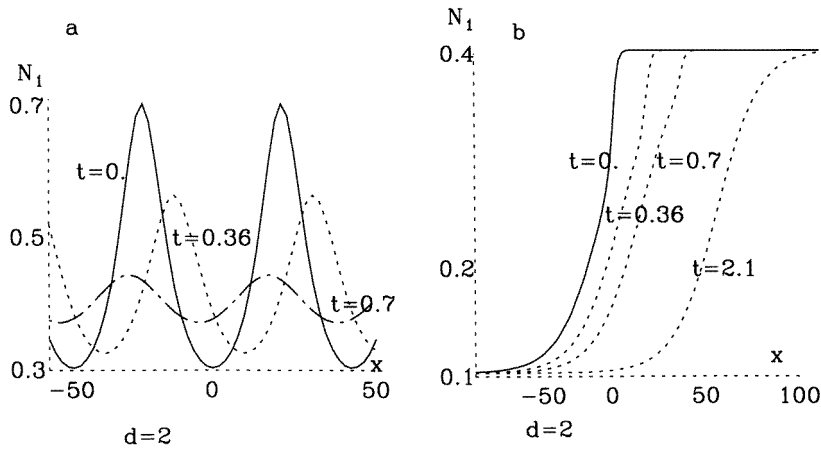 a
N₁
0.7
t=0.
0.5
t=0.36
t=0.7
0.3
x
−50
0
50
d=2
b
N₁
0.4
t=0.
t=0.7
t=0.36
0.2
t=2.1
x
0.1
−50
0
50
100
d=2